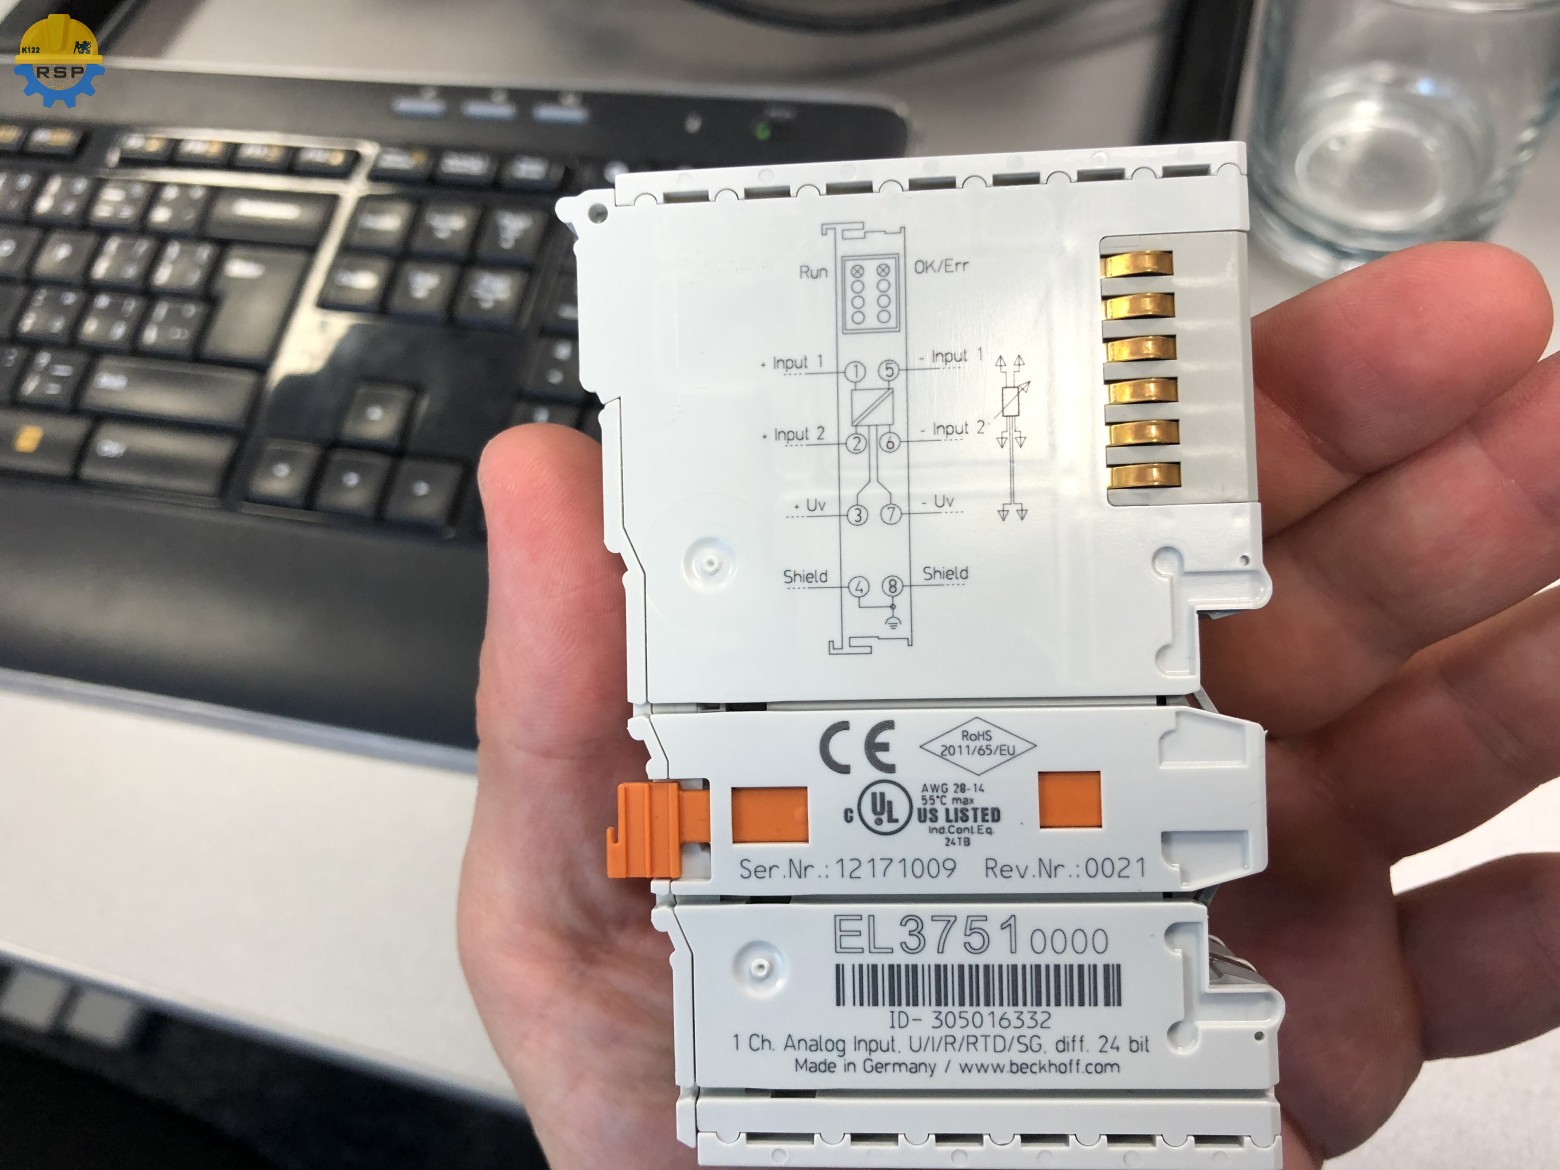 K122
RSP
Run
OK/Err
+ Input 1
- Input 1
1
5
+ Input 2
- Input 2
2
6
+ Uv
- Uv
3
7
Shield
Shield
4
8
CE
RoHS
2011/65/EU
C UL US LISTED
AWG 28-14
55°C max
Ind.Cont.Eq.
24TB
Ser.Nr.:12171009 Rev.Nr.:0021
EL3751 0000
ID- 305016332
1 Ch. Analog Input, U/I/R/RTD/SG, diff. 24 bit
Made in Germany / www.beckhoff.com